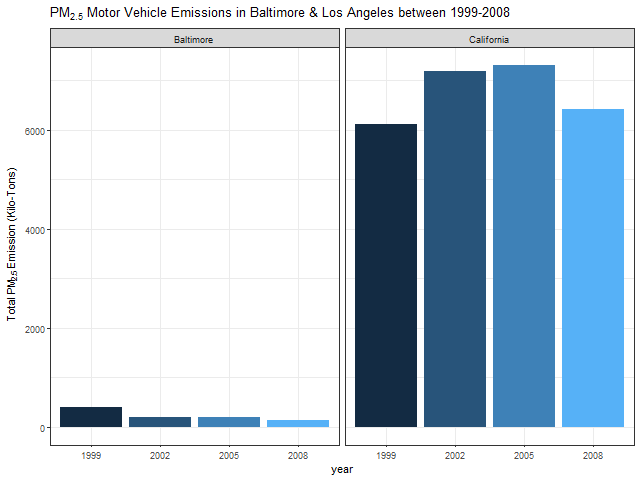 PM2.5 Motor Vehicle Emissions in Baltimore & Los Angeles between 1999-2008
Baltimore
California
Total PM2.5 Emission (Kilo-Tons)
6000
4000
2000
0
1999
2002
2005
2008
1999
2002
2005
2008
year